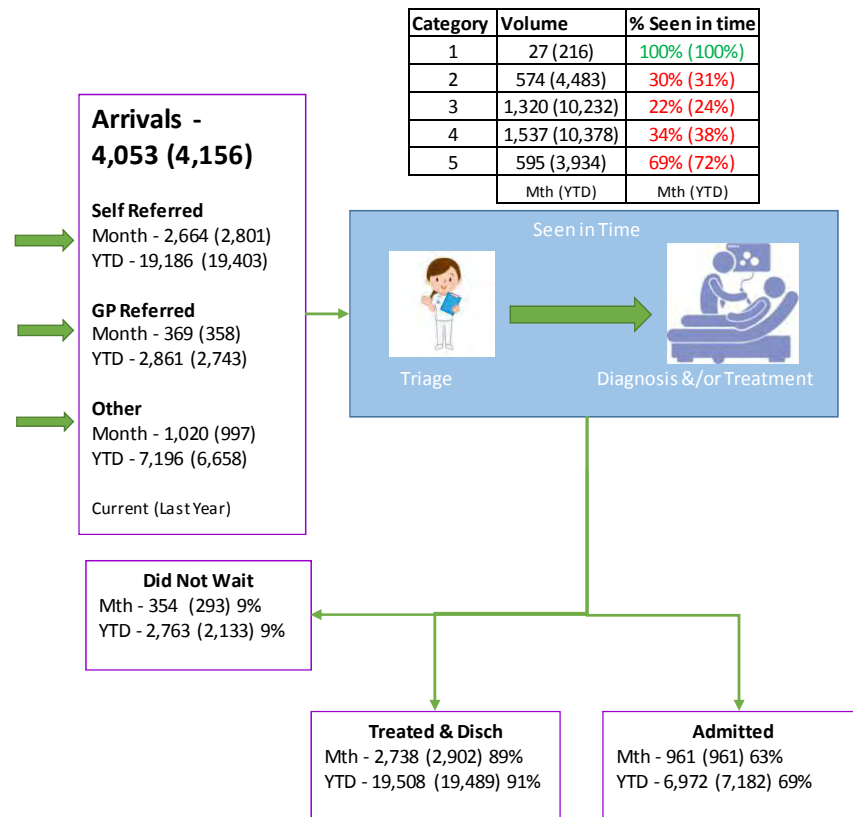 Category Volume % Seen in time
1 27 (216) 100% (100%)
2 574 (4,483) 30% (31%)
3 1,320 (10,232) 22% (24%)
4 1,537 (10,378) 34% (38%)
5 595 (3,934) 69% (72%)
Mth (YTD) Mth (YTD)
Arrivals -
4,053 (4,156)
Self Referred
Month - 2,664 (2,801)
YTD - 19,186 (19,403)
GP Referred
Month - 369 (358)
YTD - 2,861 (2,743)
Other
Month - 1,020 (997)
YTD - 7,196 (6,658)
Current (Last Year)
Seen in Time
Triage
Diagnosis &/or Treatment
Did Not Wait
Mth - 354 (293) 9%
YTD - 2,763 (2,133) 9%
Treated & Disch
Mth - 2,738 (2,902) 89%
YTD - 19,508 (19,489) 91%
Admitted
Mth - 961 (961) 63%
YTD - 6,972 (7,182) 69%